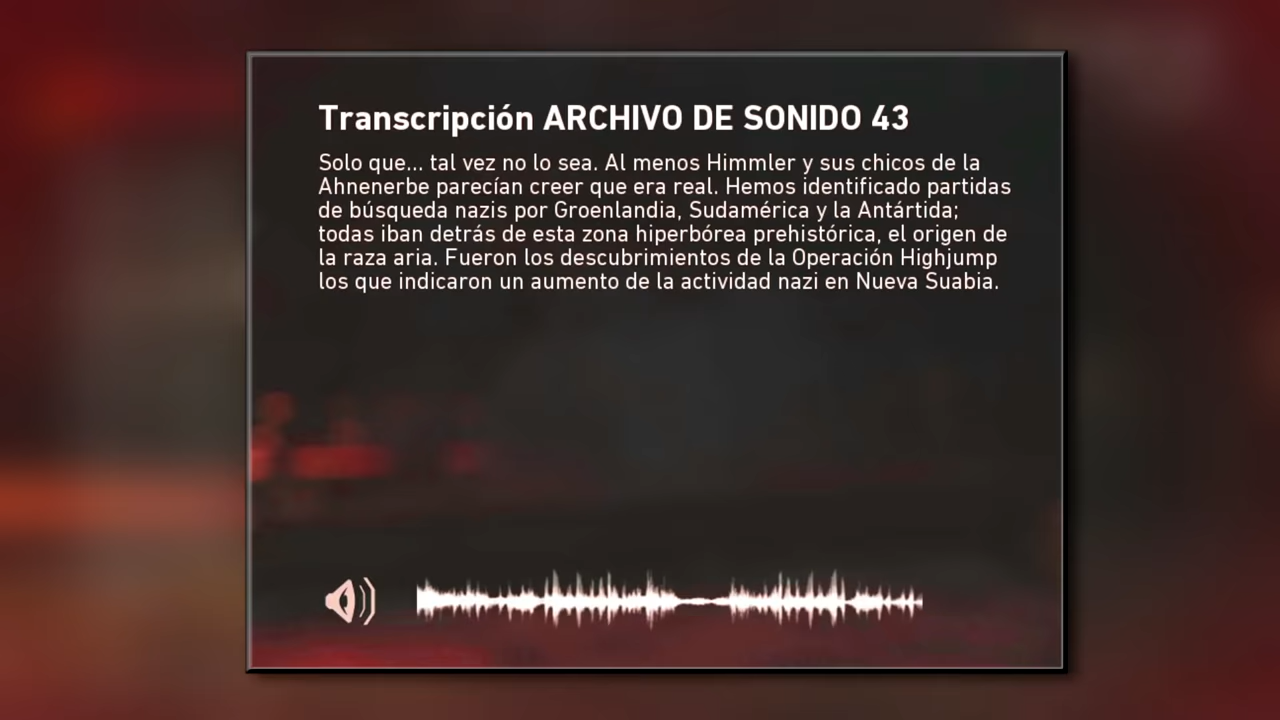 Transcripción ARCHIVO DE SONIDO 43
Solo que... tal vez no lo sea. Al menos Himmler y sus chicos de la
Ahnenerbe parecían creer que era real. Hemos identificado partidas
de búsqueda nazis por Groenlandia, Sudamérica y la Antártida;
todas iban detrás de esta zona hiperbórea prehistórica, el origen de
la raza aria. Fueron los descubrimientos de la Operación Highjump
los que indicaron un aumento de la actividad nazi en Nueva Suabia.